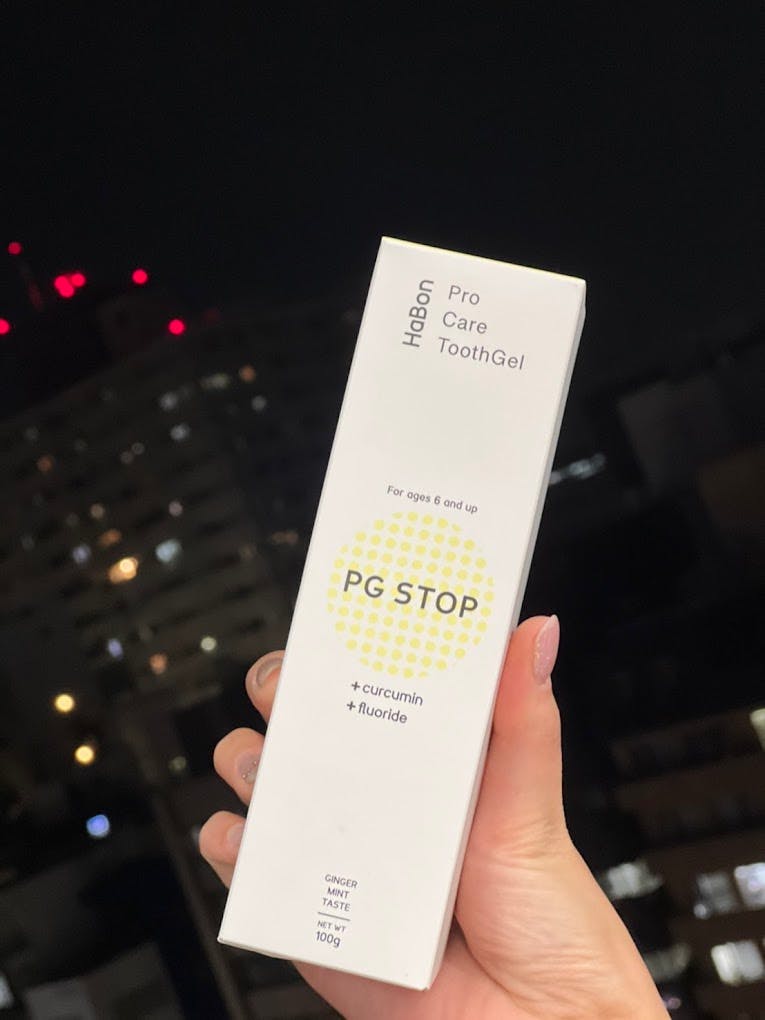 HaBon
Pro
Care
ToothGel
For ages 6 and up
PG STOP
+curcumin
+fluoride
GINGER
MINT
TASTE
NET WT
100g